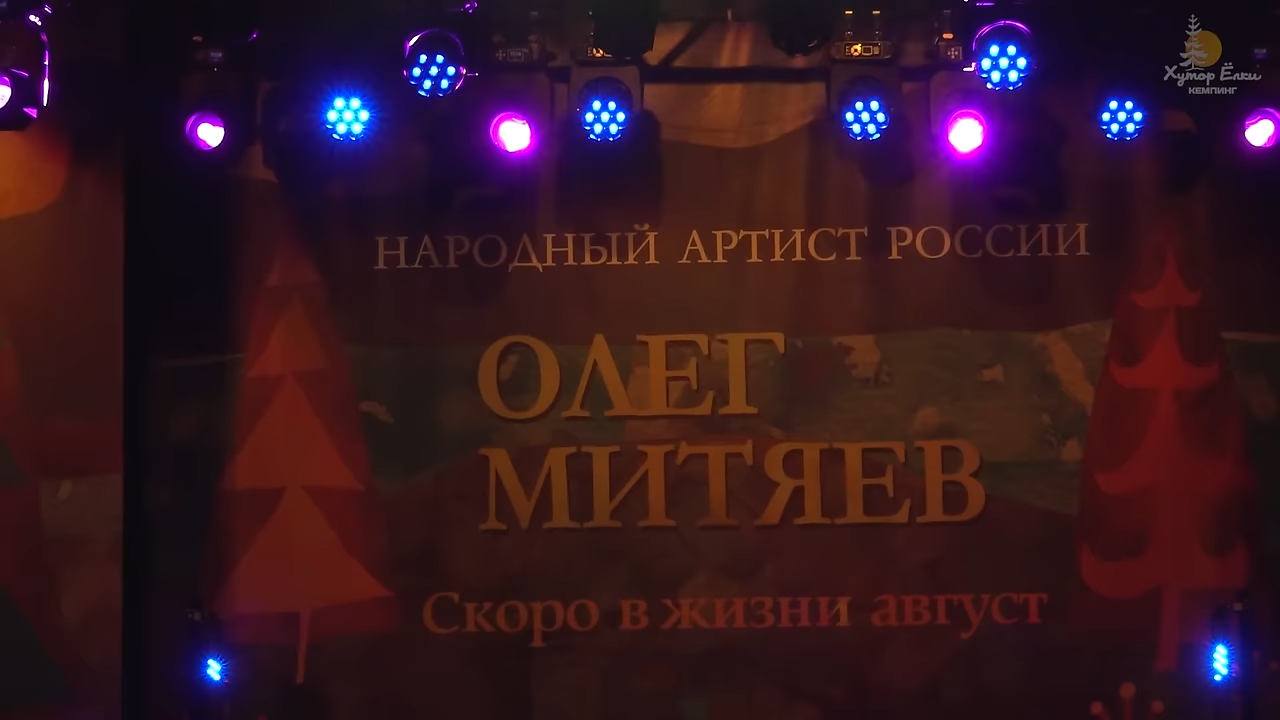 Хутор Ёлки
КЕМПИНГ
НАРОДНЫЙ АРТИСТ РОССИИ
ОЛЕГ
МИТЯЕВ
Скоро в жизни август